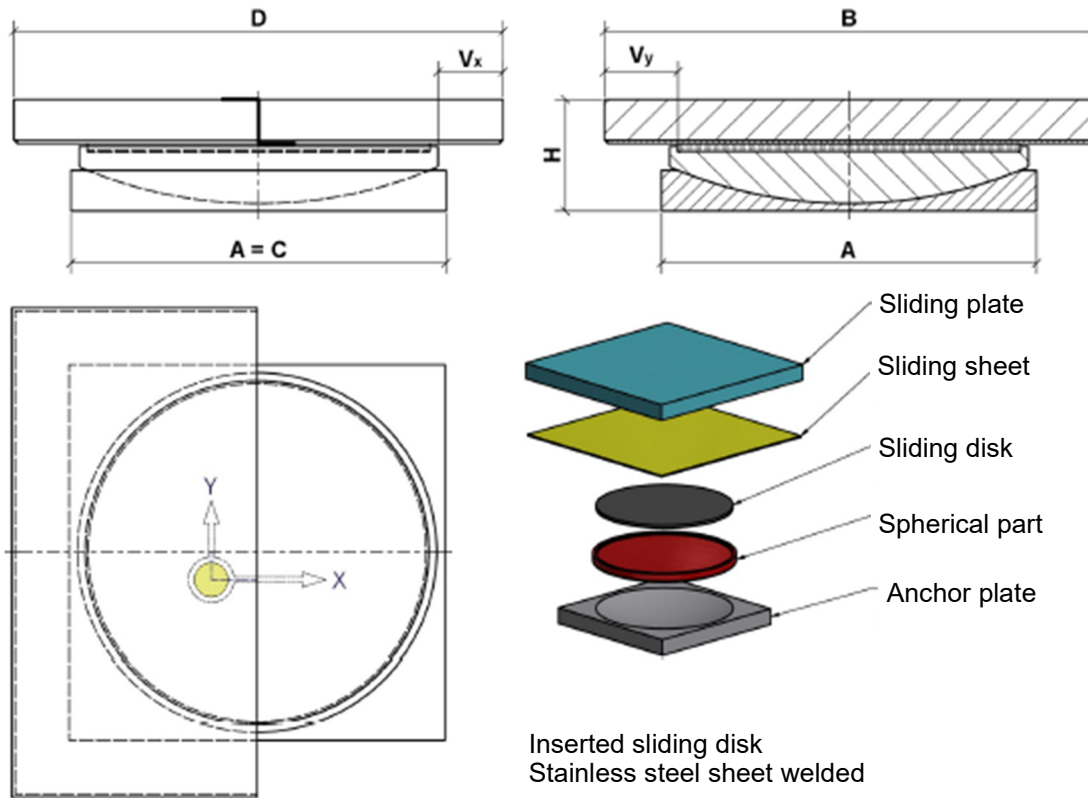 D
B
Vx
Vy
H
A = C
A
Sliding plate
Sliding sheet
Sliding disk
Spherical part
Anchor plate
Y
X
Inserted sliding disk
Stainless steel sheet welded